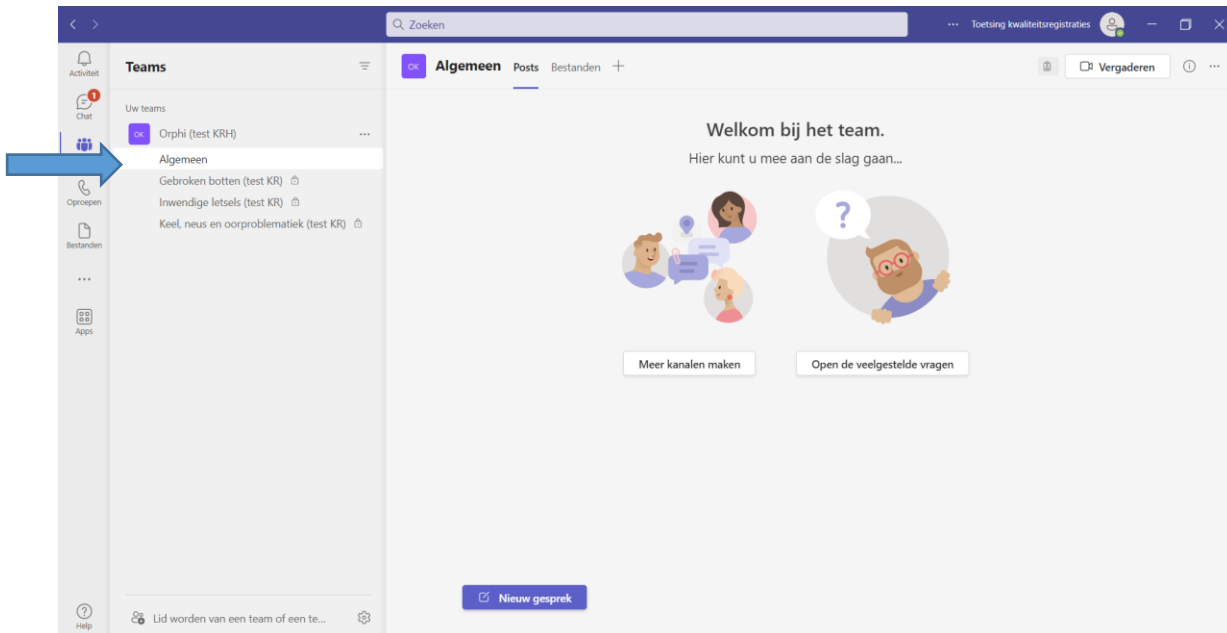 Zoeken
Toetsing kwaliteitsregistraties
Activiteit
Chat
1
Oproepen
Bestanden
Apps
Help
Teams
Uw teams
OK Orphi (test KRH)
Algemeen
Gebroken botten (test KR)
Inwendige letsels (test KR)
Keel, neus en oorproblematiek (test KR)
Lid worden van een team of een te...
OK Algemeen Posts Bestanden
Vergaderen
Welkom bij het team.
Hier kunt u mee aan de slag gaan...
?
Meer kanalen maken
Open de veelgestelde vragen
Nieuw gesprek